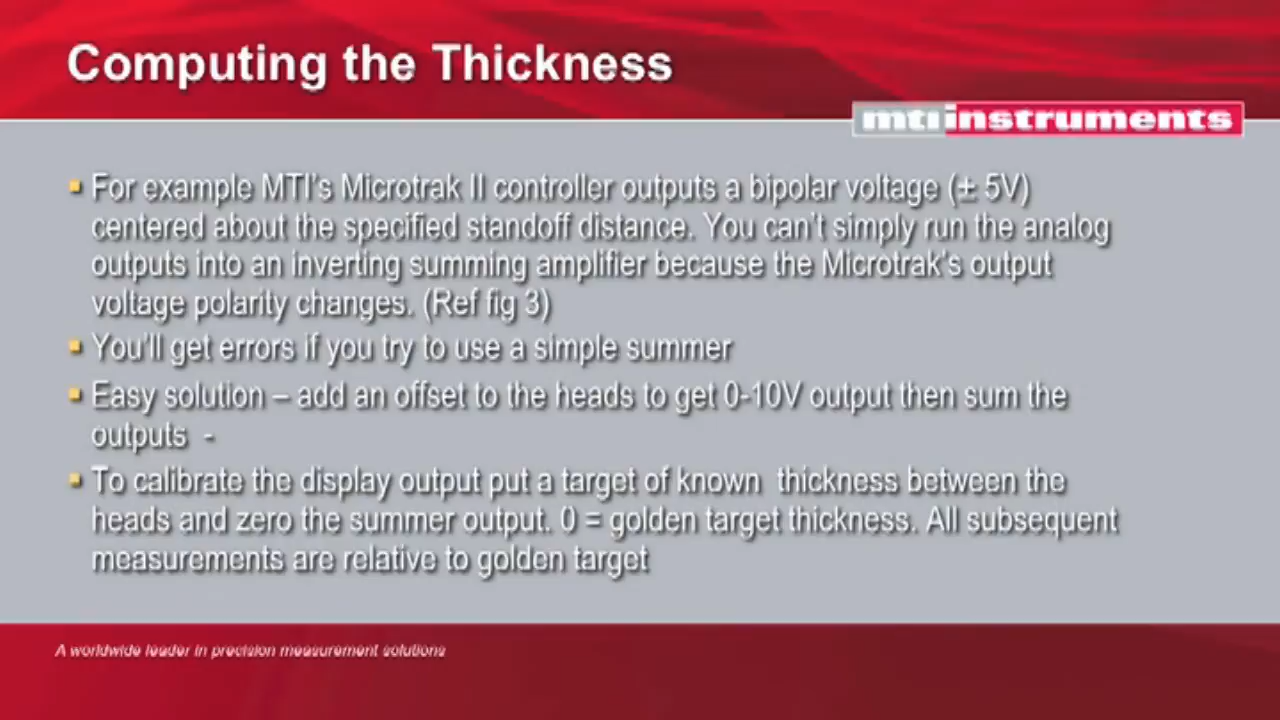 Computing the Thickness
mtiinstruments
▪ For example MTI's Microtrak II controller outputs a bipolar voltage (± 5V)
centered about the specified standoff distance. You can't simply run the analog
outputs into an inverting summing amplifier because the Microtrak's output
voltage polarity changes. (Ref fig 3)
▪ You'll get errors if you try to use a simple summer
▪ Easy solution – add an offset to the heads to get 0-10V output then sum the
outputs -
▪ To calibrate the display output put a target of known thickness between the
heads and zero the summer output. 0 = golden target thickness. All subsequent
measurements are relative to golden target
A worldwide leader in precision measurement solutions